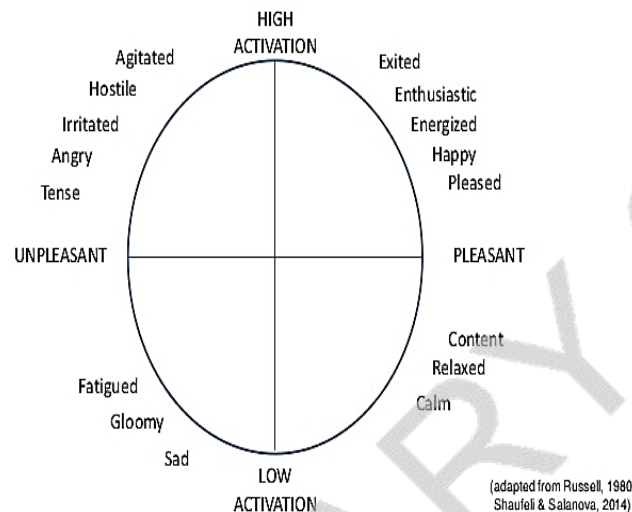 HIGH
ACTIVATION
Agitated
Exited
Hostile
Enthusiastic
Irritated
Energized
Angry
Happy
Tense
Pleased
UNPLEASANT
PLEASANT
Content
Relaxed
Fatigued
Calm
Gloomy
Sad
LOW
ACTIVATION
(adapted from Russell, 1980
Shaufeli & Salanova, 2014)